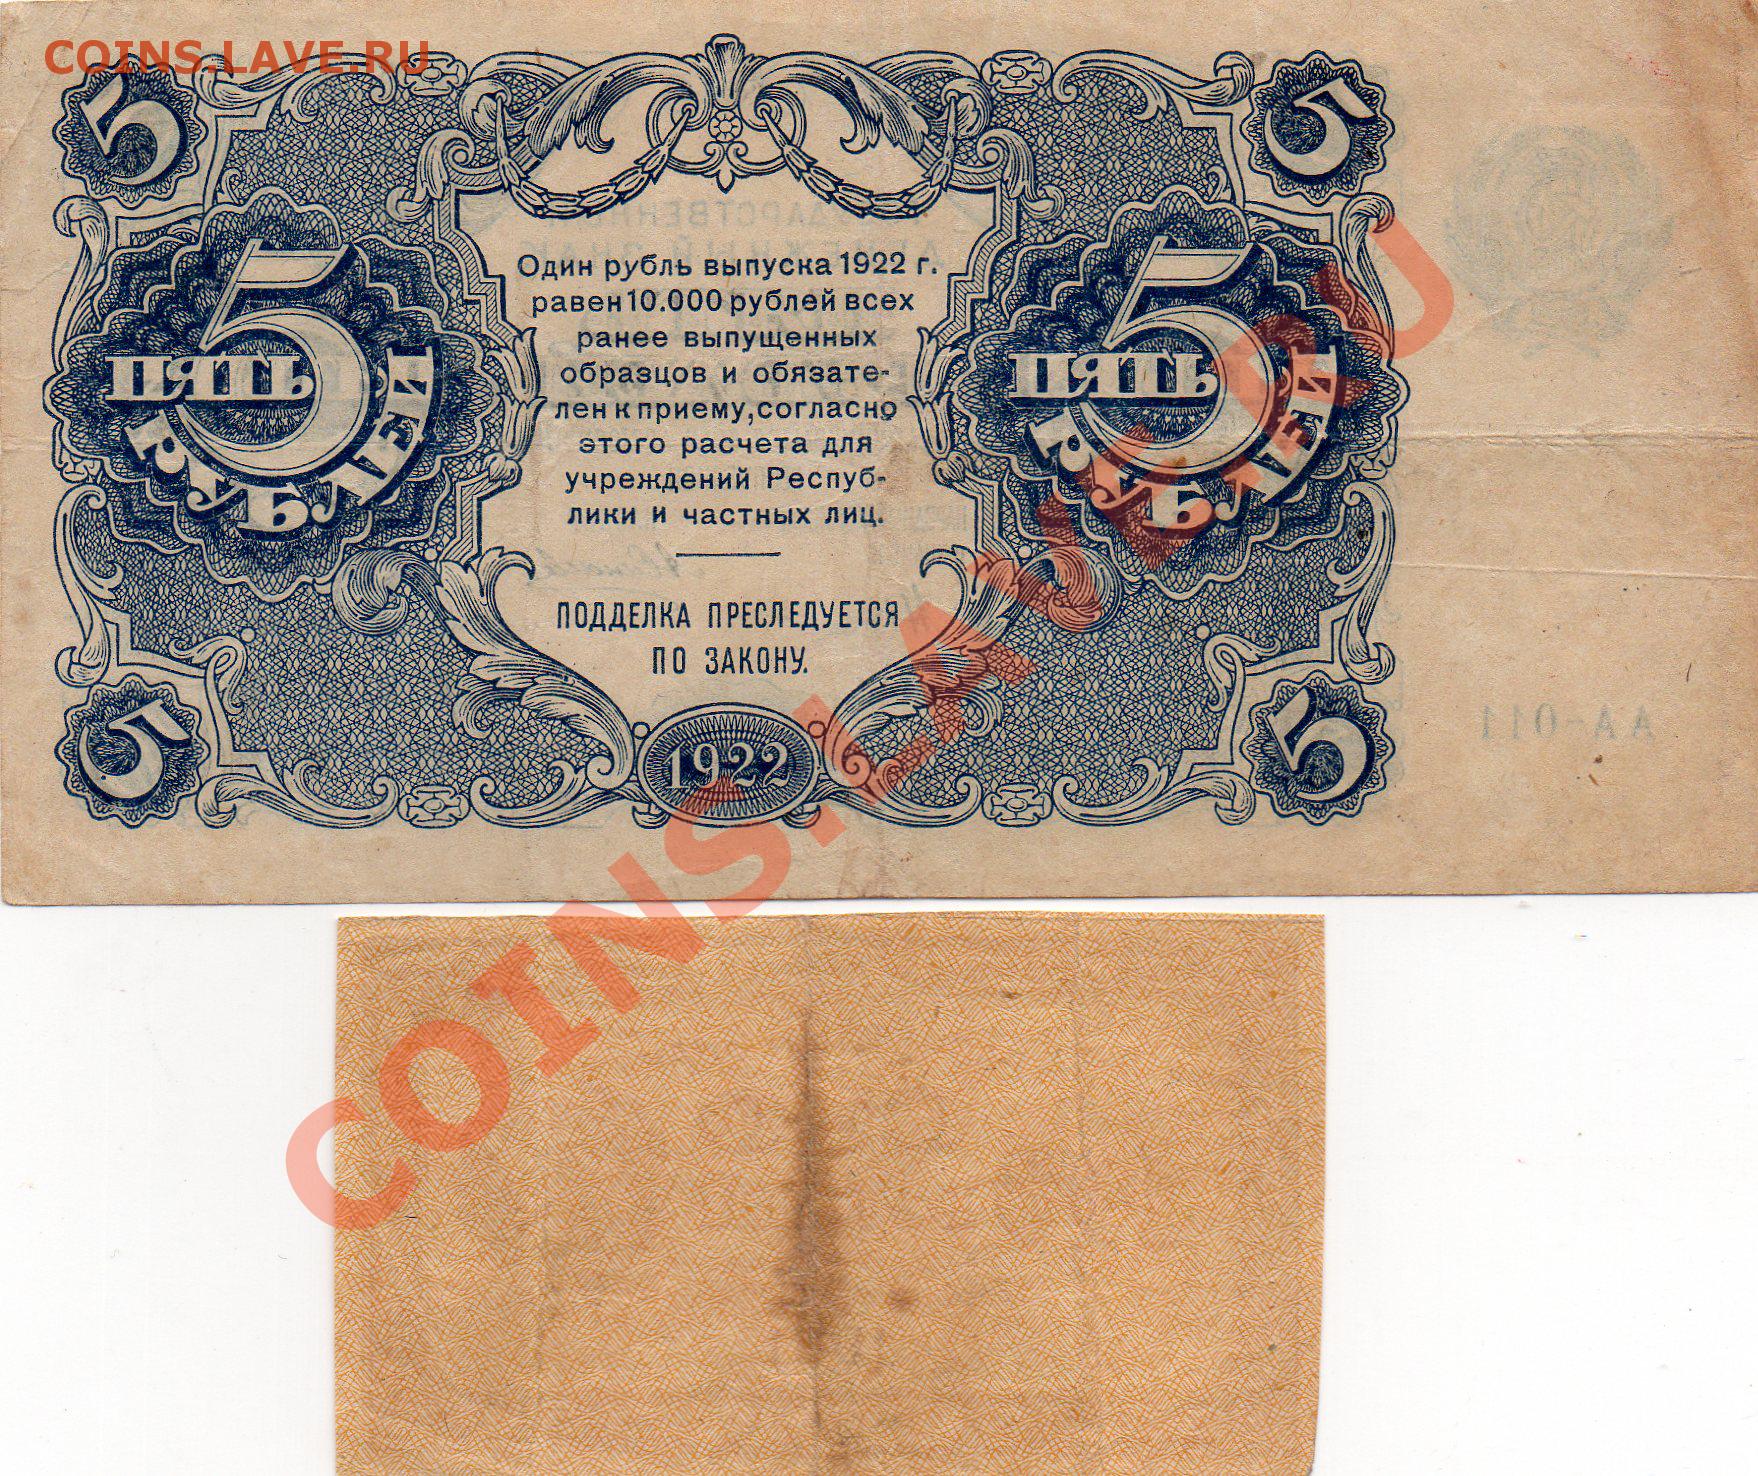 COINS.LAVE.RU
5
5
Один рубль выпуска 1922 г.
равен 10.000 рублей всех
ранее выпущенных
образцов и обязате-
лен к приему, согласно
этого расчета для
учреждений Респуб-
лики и частных лиц.
5
ПЯТЬ
РУБЛЕЙ
5
ПЯТЬ
РУБЛЕЙ
ПОДДЕЛКА ПРЕСЛЕДУЕТСЯ
ПО ЗАКОНУ.
5
1922
5
АА-011
COINS.LAVE.RU